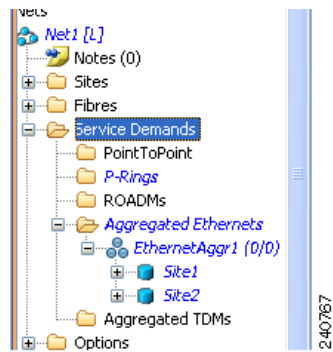 Nets
Net1 [L]
Notes (0)
Sites
Fibres
Service Demands
PointToPoint
P-Rings
ROADMs
Aggregated Ethernets
EthernetAggr1 (0/0)
Site1
Site2
Aggregated TDMs
Options
240767